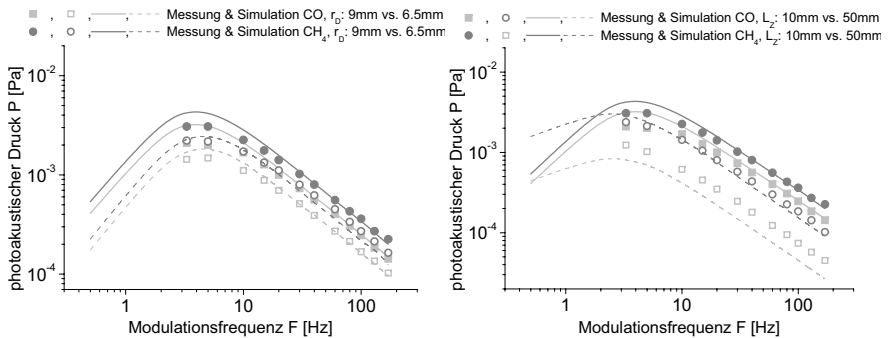 , , , Messung & Simulation CO, r_D: 9mm vs. 6.5mm
, , , Messung & Simulation CH₄, r_D: 9mm vs. 6.5mm
photoakustischer Druck P [Pa]
10⁻²
10⁻³
10⁻⁴
1 10 100
Modulationsfrequenz F [Hz]
, , , Messung & Simulation CO, L_Z: 10mm vs. 50mm
, , , Messung & Simulation CH₄, L_Z: 10mm vs. 50mm
photoakustischer Druck P [Pa]
10⁻²
10⁻³
10⁻⁴
1 10 100
Modulationsfrequenz F [Hz]